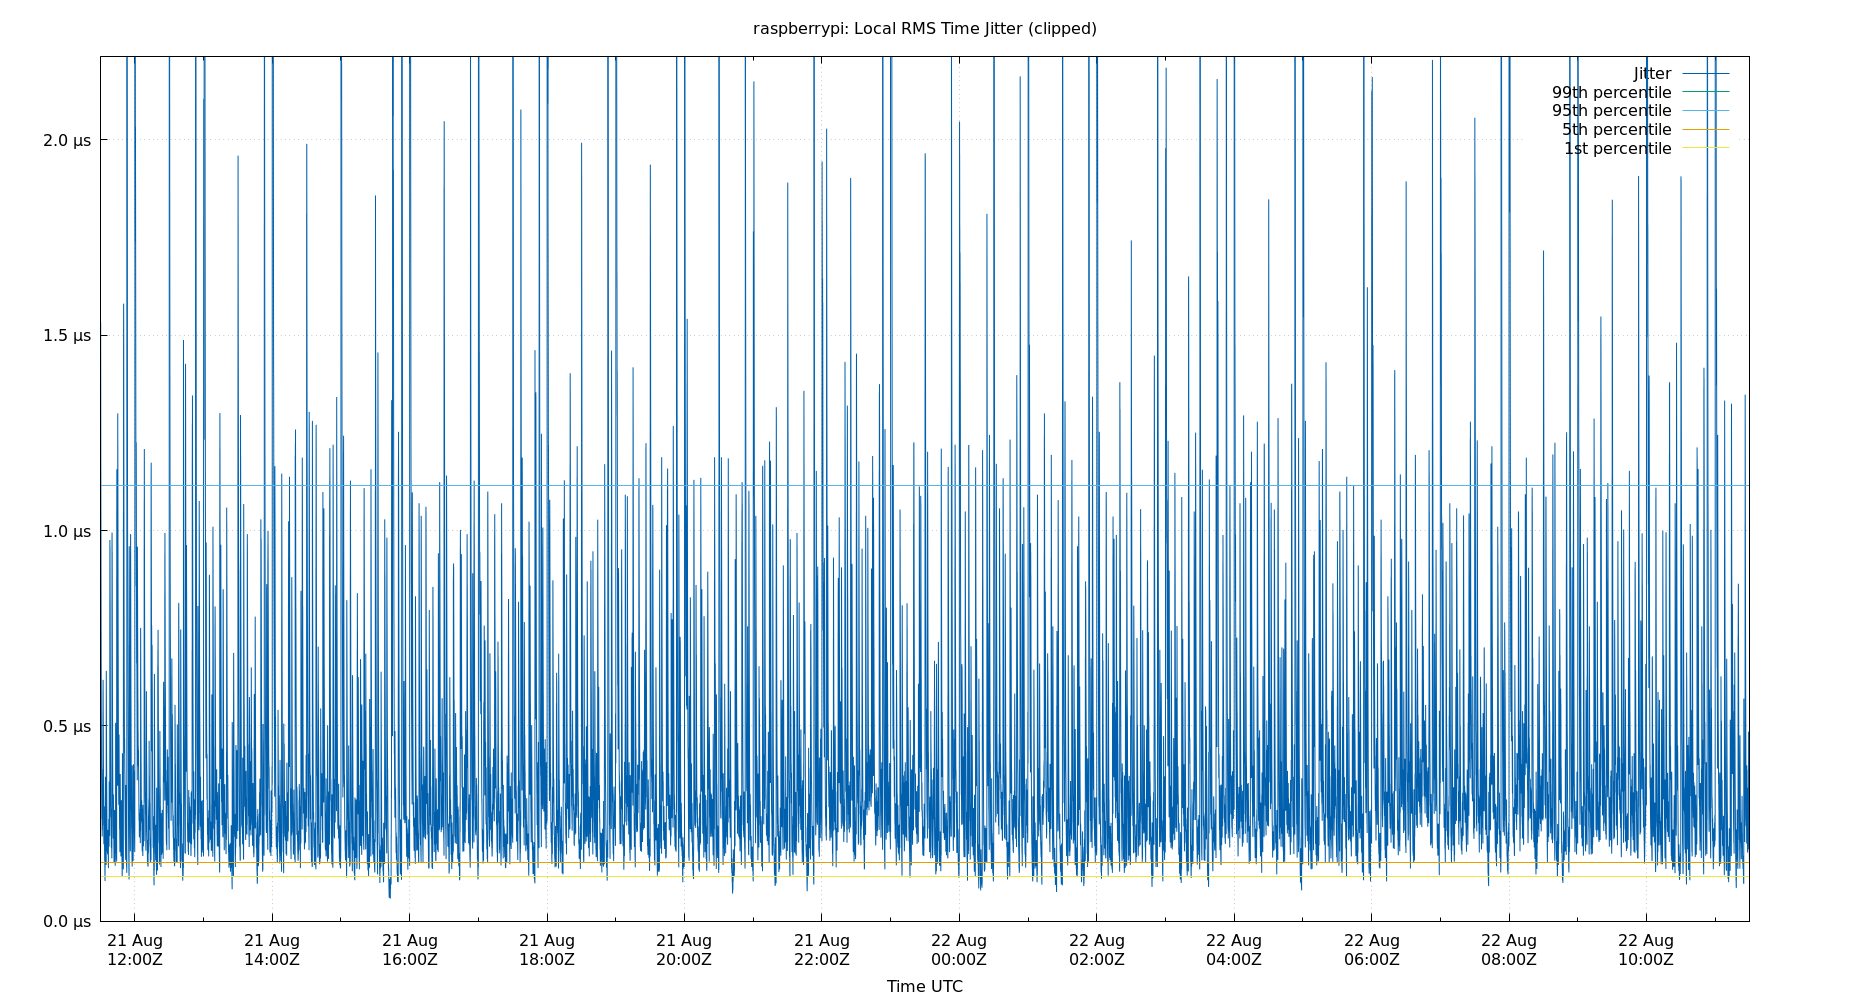 raspberrypi: Local RMS Time Jitter (clipped)
Jitter
99th percentile
95th percentile
5th percentile
1st percentile
2.0 μs
1.5 μs
1.0 μs
0.5 μs
0.0 μs
21 Aug 21 Aug 21 Aug 21 Aug 21 Aug 21 Aug 22 Aug 22 Aug 22 Aug 22 Aug 22 Aug 22 Aug
12:00Z 14:00Z 16:00Z 18:00Z 20:00Z 22:00Z 00:00Z 02:00Z 04:00Z 06:00Z 08:00Z 10:00Z
Time UTC